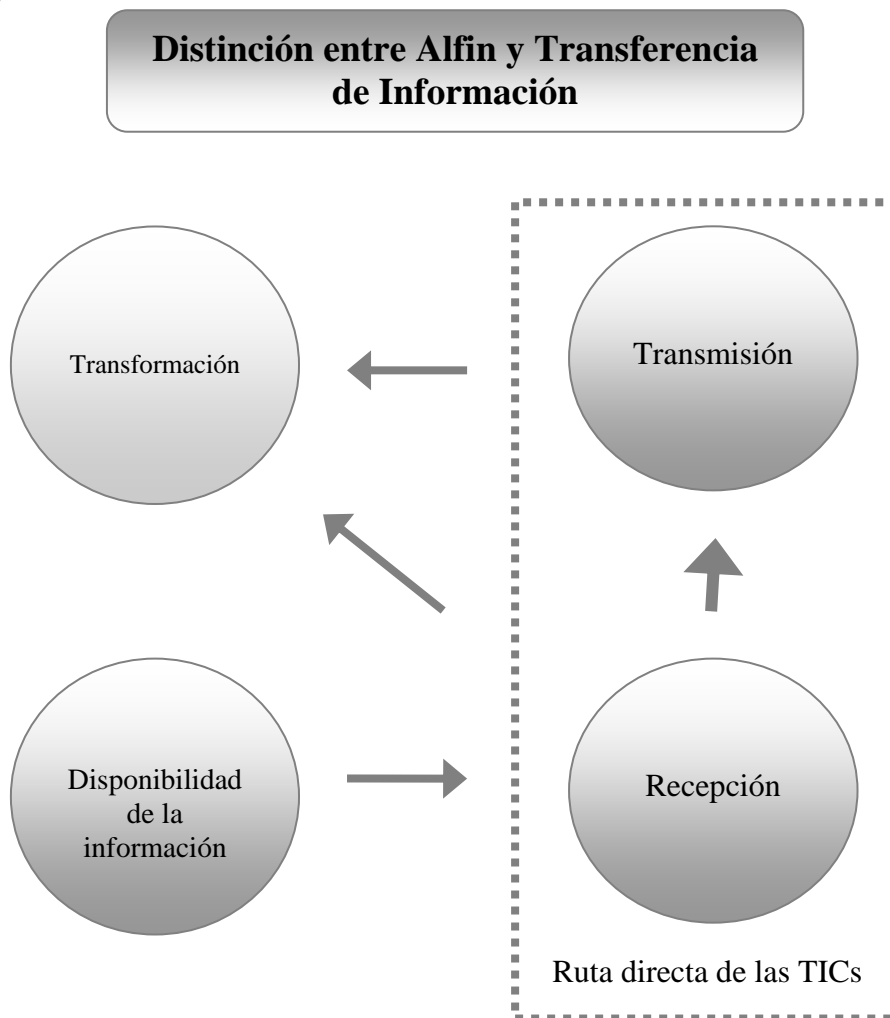 Distinción entre Alfin y Transferencia
de Información
Transformación
Transmisión
Disponibilidad
de la
información
Recepción
Ruta directa de las TICs